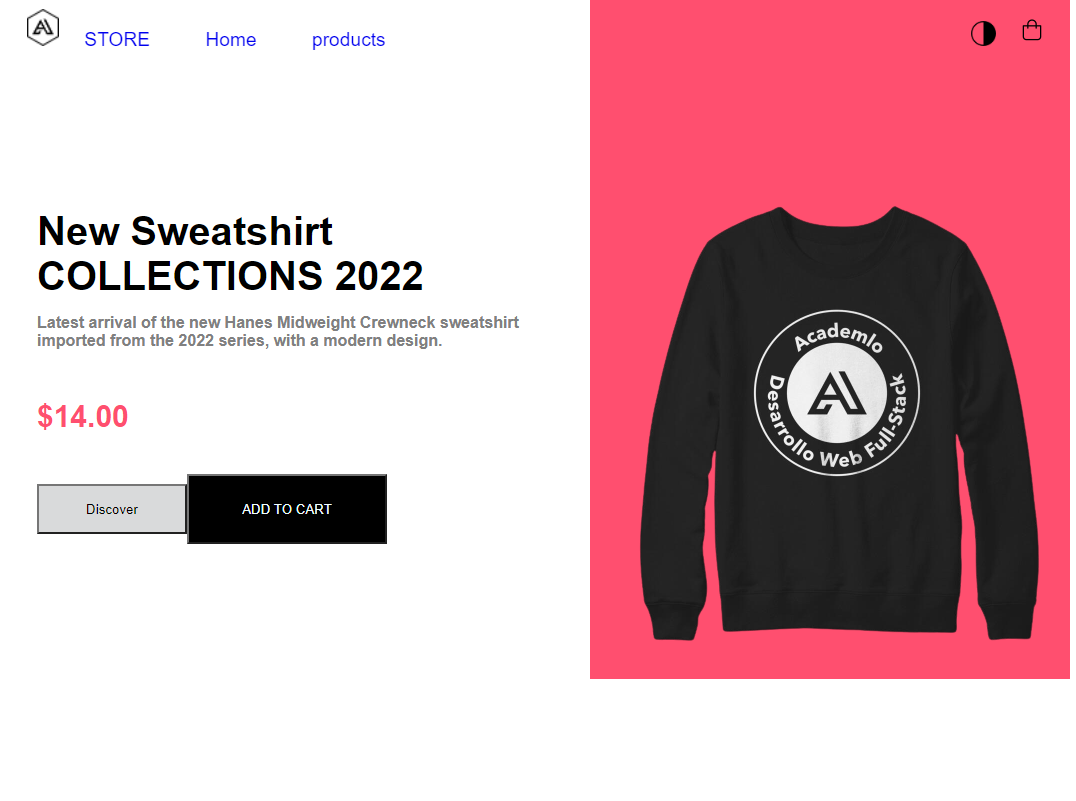 STORE Home products
New Sweatshirt
COLLECTIONS 2022
Latest arrival of the new Hanes Midweight Crewneck sweatshirt
imported from the 2022 series, with a modern design.
$14.00
Discover ADD TO CART
Academlo
Desarrollo Web Full-Stack